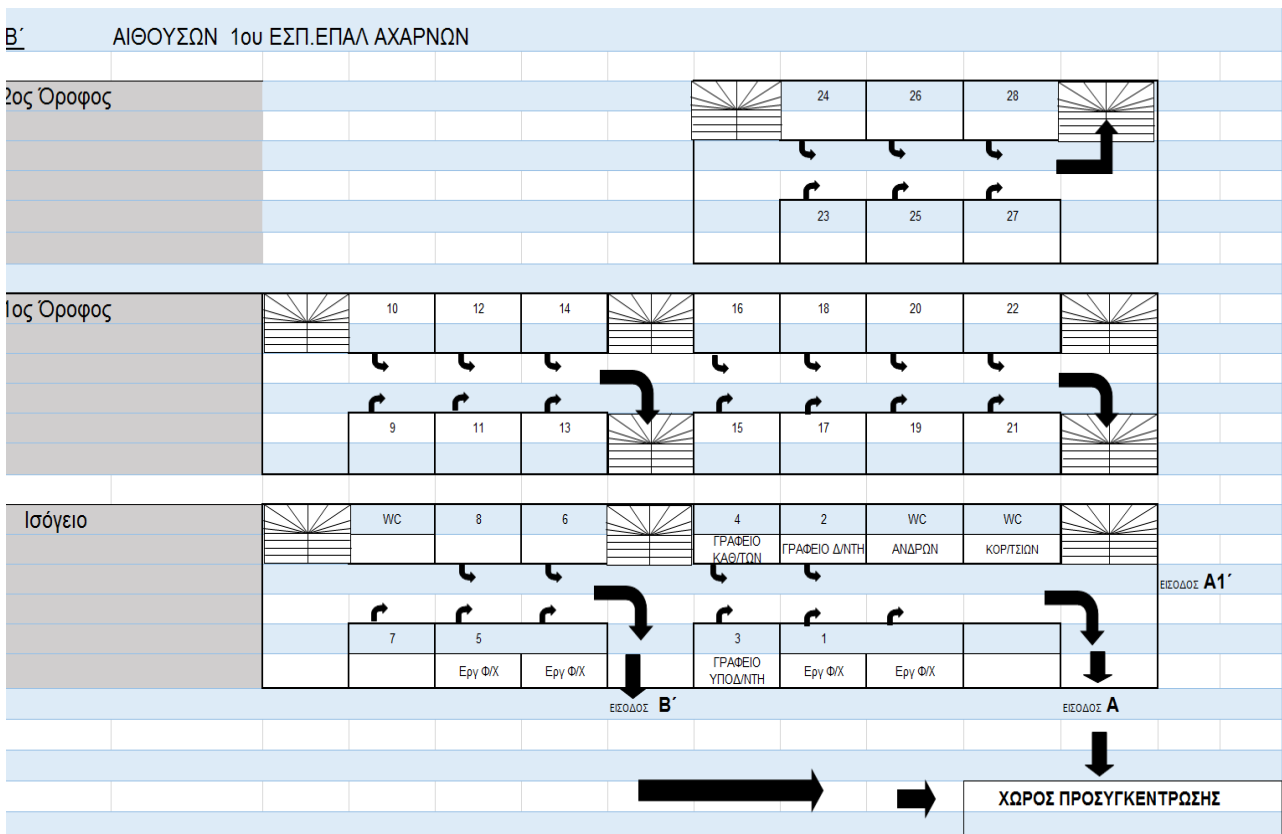 Β΄ ΑΙΘΟΥΣΩΝ 1ου ΕΣΠ.ΕΠΑΛ ΑΧΑΡΝΩΝ
2ος Όροφος
24 26 28
23 25 27
1ος Όροφος
10 12 14 16 18 20 22
9 11 13 15 17 19 21
Ισόγειο
WC 8 6 4 2 WC WC
ΓΡΑΦΕΙΟ ΚΑΘ/ΤΩΝ ΓΡΑΦΕΙΟ Δ/ΝΤΗ ΑΝΔΡΩΝ ΚΟΡ/ΤΣΙΩΝ
ΕΙΣΟΔΟΣ Α1΄
7 5 3 1
Εργ Φ/Χ Εργ Φ/Χ ΓΡΑΦΕΙΟ ΥΠΟΔ/ΝΤΗ Εργ Φ/Χ Εργ Φ/Χ
ΕΙΣΟΔΟΣ Β΄ ΕΙΣΟΔΟΣ Α
ΧΩΡΟΣ ΠΡΟΣΥΓΚΕΝΤΡΩΣΗΣ